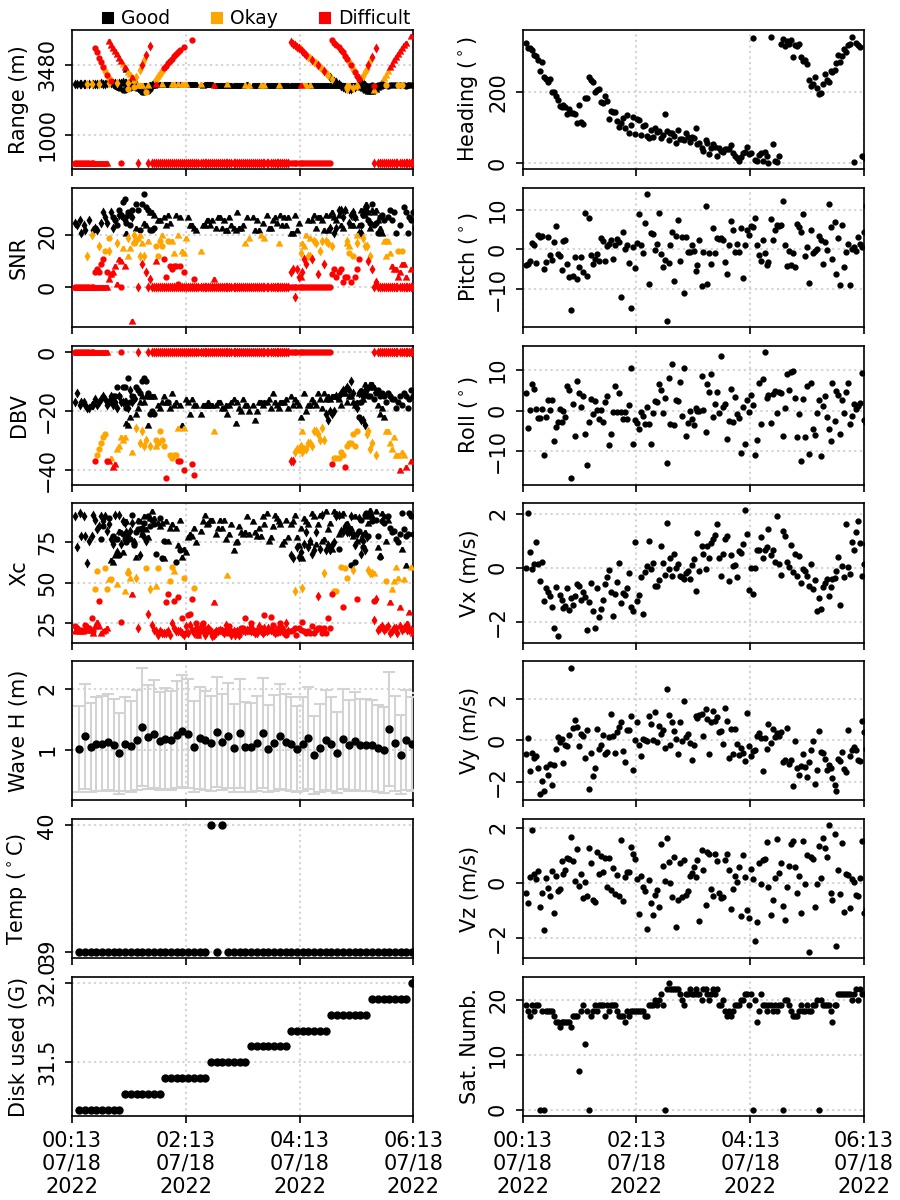 Good Okay Difficult
Range (m)
3480
1000
Heading (°)
200
0
SNR
20
0
Pitch (°)
10
0
−10
DBV
0
−20
−40
Roll (°)
10
0
−10
Xc
75
50
25
Vx (m/s)
2
0
−2
Wave H (m)
2
1
Vy (m/s)
2
0
−2
Temp (°C)
40
39
Vz (m/s)
2
0
−2
Disk used (G)
32.0
31.5
Sat. Numb.
20
10
0
00:13 02:13 04:13 06:13
07/18 07/18 07/18 07/18
2022 2022 2022 2022
00:13 02:13 04:13 06:13
07/18 07/18 07/18 07/18
2022 2022 2022 2022